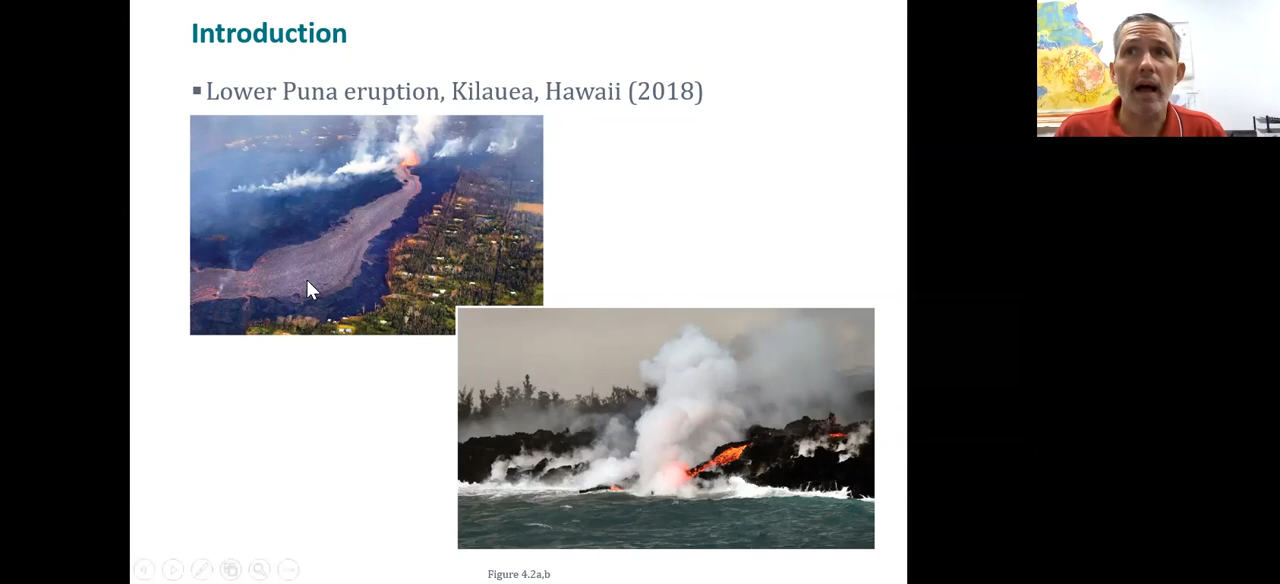 Introduction
▪ Lower Puna eruption, Kilauea, Hawaii (2018)
Figure 4.2a,b